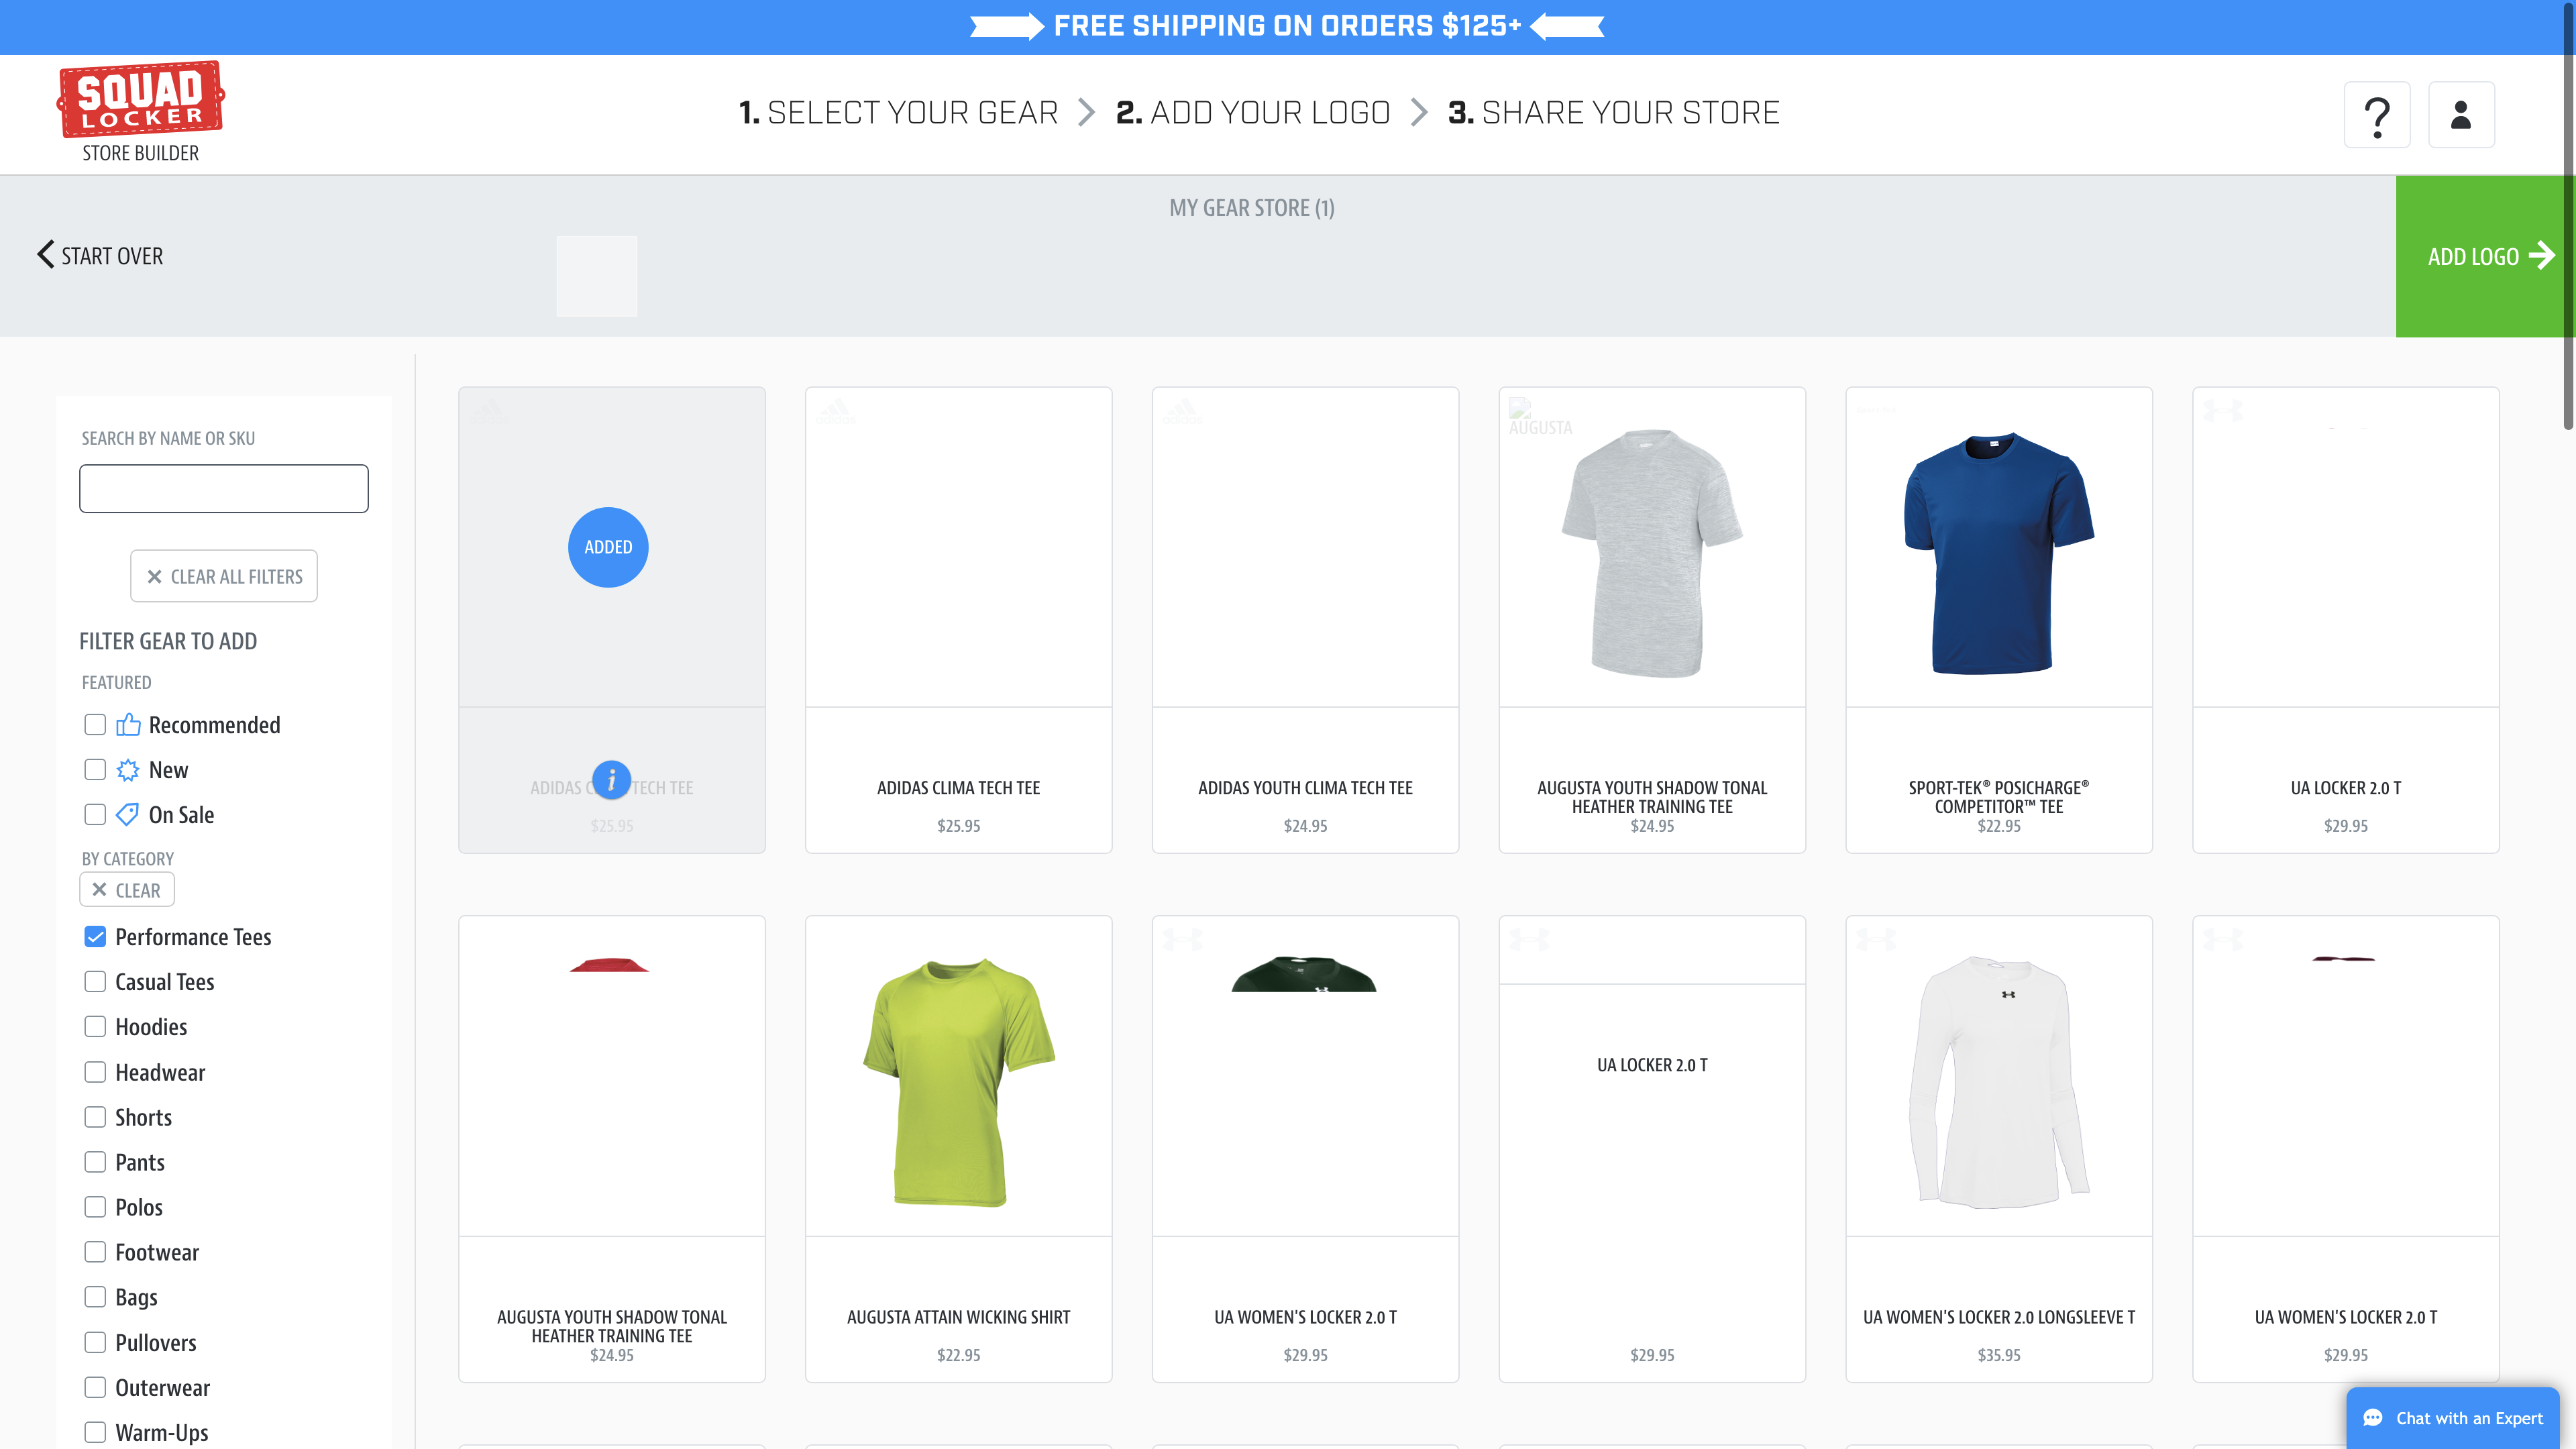 FREE SHIPPING ON ORDERS $125+
SQUAD
LOCKER
STORE BUILDER
1. SELECT YOUR GEAR
2. ADD YOUR LOGO
3. SHARE YOUR STORE
?
MY GEAR STORE (1)
START OVER
ADD LOGO
SEARCH BY NAME OR SKU
CLEAR ALL FILTERS
FILTER GEAR TO ADD
FEATURED
Recommended
New
On Sale
BY CATEGORY
CLEAR
Performance Tees
Casual Tees
Hoodies
Headwear
Shorts
Pants
Polos
Footwear
Bags
Pullovers
Outerwear
Warm-Ups
ADDED
i
ADIDAS C TECH TEE
$25.95
adidas
ADIDAS CLIMA TECH TEE
$25.95
adidas
ADIDAS YOUTH CLIMA TECH TEE
$24.95
AUGUSTA
AUGUSTA YOUTH SHADOW TONAL
HEATHER TRAINING TEE
$24.95
SPORT-TEK® POSICHARGE®
COMPETITOR™ TEE
$22.95
UA LOCKER 2.0 T
$29.95
AUGUSTA YOUTH SHADOW TONAL
HEATHER TRAINING TEE
$24.95
AUGUSTA ATTAIN WICKING SHIRT
$22.95
UA WOMEN'S LOCKER 2.0 T
$29.95
UA LOCKER 2.0 T
$29.95
UA WOMEN'S LOCKER 2.0 LONGSLEEVE T
$35.95
UA WOMEN'S LOCKER 2.0 T
$29.95
Chat with an Expert